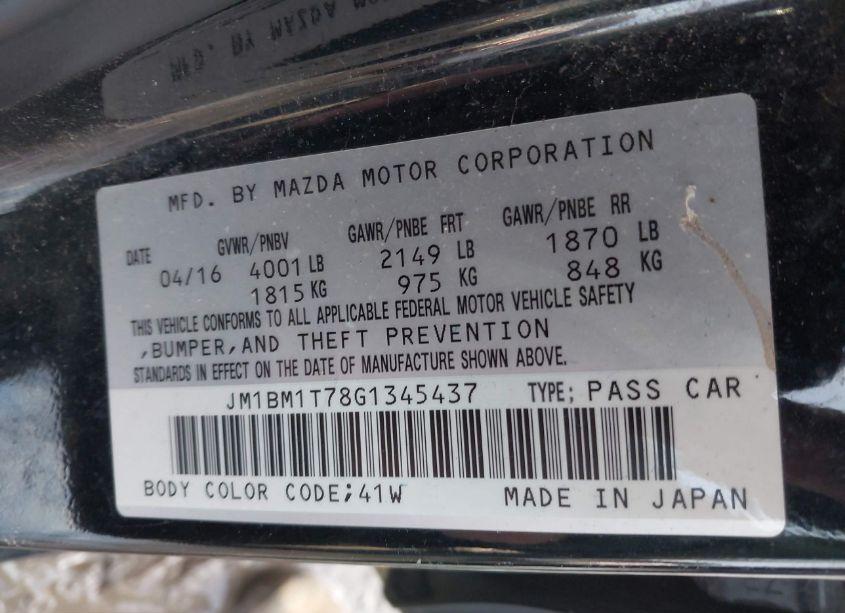 MFD. BY MAZDA MOTOR CORPORATION
DATE GVWR/PNBV GAWR/PNBE FRT GAWR/PNBE RR
04/16 4001 LB 2149 LB 1870 LB
1815 KG 975 KG 848 KG
THIS VEHICLE CONFORMS TO ALL APPLICABLE FEDERAL MOTOR VEHICLE SAFETY
,BUMPER,AND THEFT PREVENTION
STANDARDS IN EFFECT ON THE DATE OF MANUFACTURE SHOWN ABOVE.
JM1BM1T78G1345437 TYPE; PASS CAR
BODY COLOR CODE;41W MADE IN JAPAN